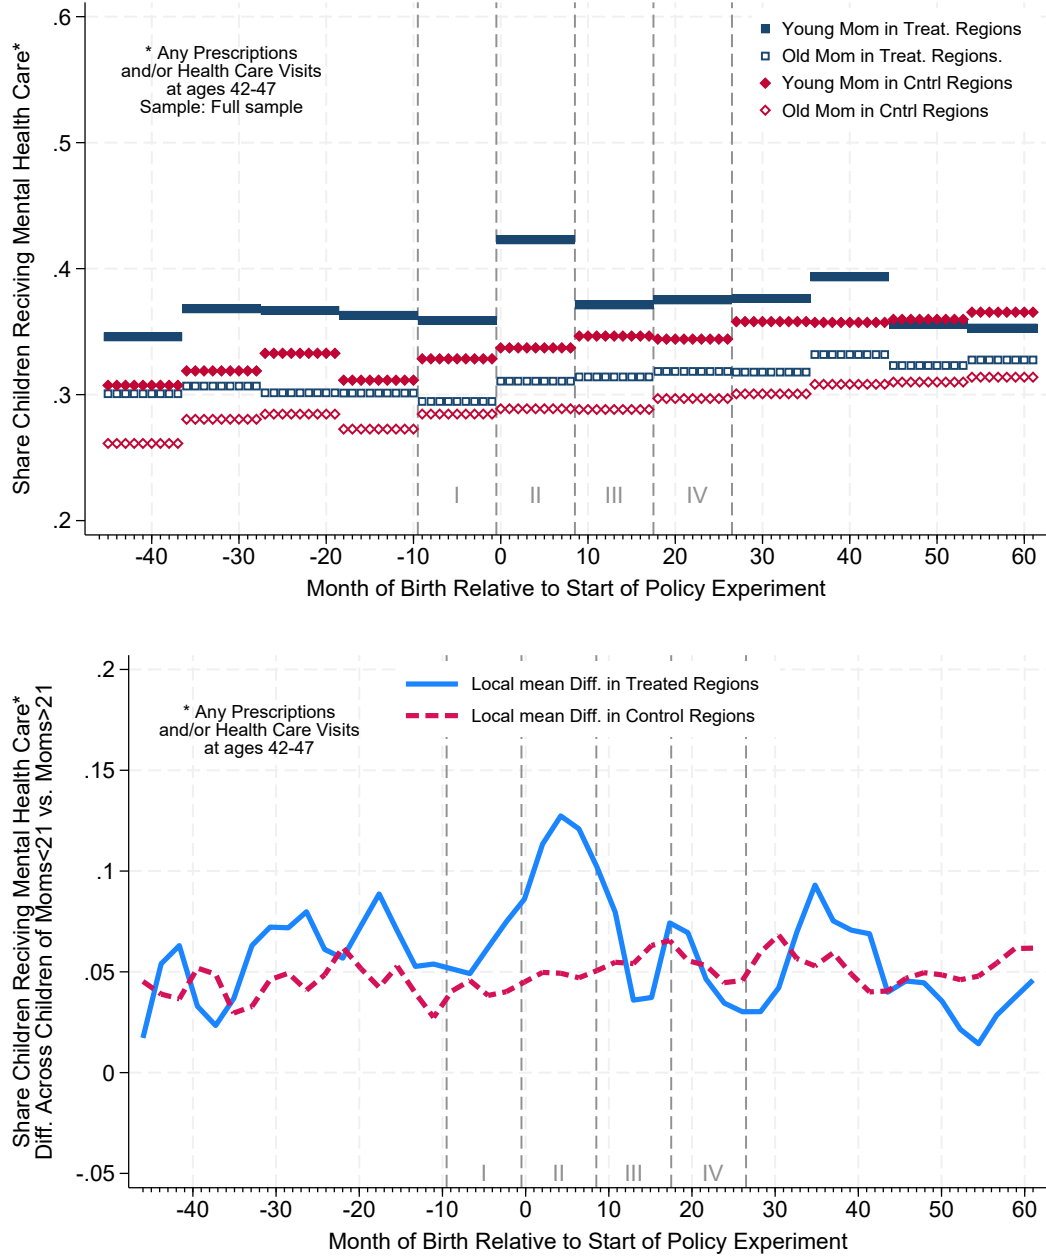 Share Children Reciving Mental Health Care*
.6
.5
.4
.3
.2
* Any Prescriptions
and/or Health Care Visits
at ages 42-47
Sample: Full sample
Young Mom in Treat. Regions
Old Mom in Treat. Regions.
Young Mom in Cntrl Regions
Old Mom in Cntrl Regions
I II III IV
-40 -30 -20 -10 0 10 20 30 40 50 60
Month of Birth Relative to Start of Policy Experiment
Share Children Reciving Mental Health Care*
Diff. Across Children of Moms<21 vs. Moms>21
.2
.15
.1
.05
0
-.05
* Any Prescriptions
and/or Health Care Visits
at ages 42-47
Local mean Diff. in Treated Regions
Local mean Diff. in Control Regions
I II III IV
-40 -30 -20 -10 0 10 20 30 40 50 60
Month of Birth Relative to Start of Policy Experiment